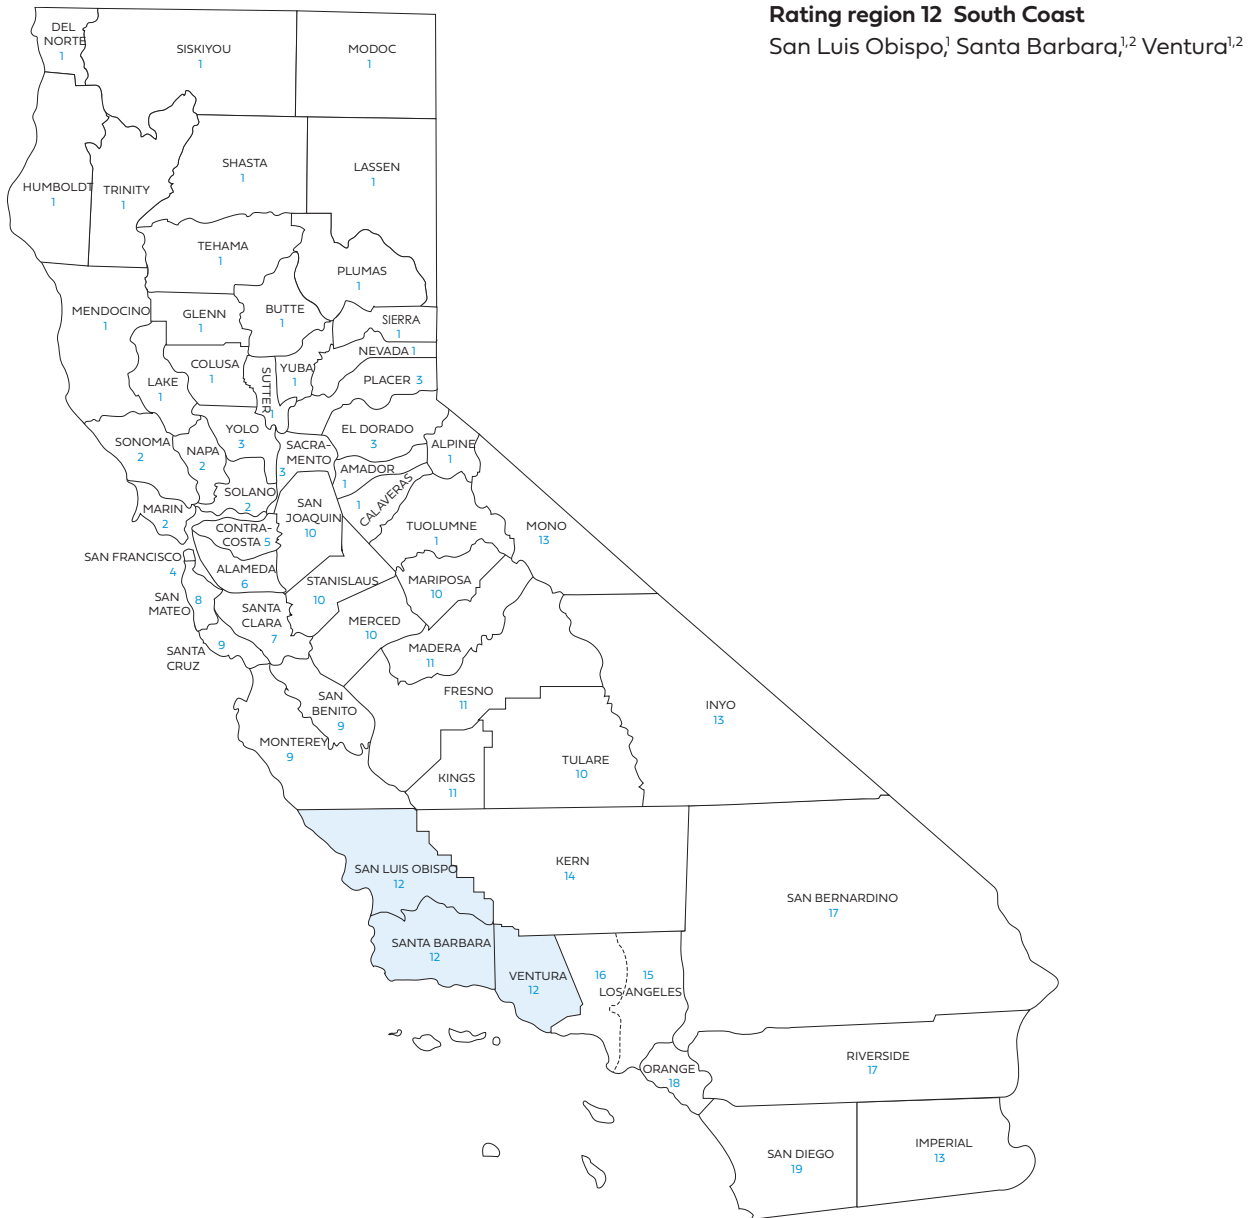 Rating region 12 South Coast
San Luis Obispo,¹ Santa Barbara,¹,² Ventura¹,²
DEL
NORTE
1
SISKIYOU
1
MODOC
1
SHASTA
1
LASSEN
1
HUMBOLDT
1
TRINITY
1
TEHAMA
1
PLUMAS
1
MENDOCINO
1
GLENN
1
BUTTE
1
SIERRA
1
NEVADA 1
COLUSA
1
SUTTER
1
YUBA
1
PLACER 3
LAKE
1
SONOMA
2
NAPA
2
YOLO
3
SACRA-
MENTO
3
EL DORADO
3
ALPINE
1
AMADOR
1
CALAVERAS
1
SOLANO
2
MARIN
2
SAN
JOAQUIN
10
CONTRA-
COSTA 5
TUOLUMNE
1
MONO
13
SAN FRANCISCO
4
ALAMEDA
6
STANISLAUS
10
MARIPOSA
10
SAN
MATEO
8
SANTA
CLARA
7
MERCED
10
SANTA
CRUZ
9
MADERA
11
FRESNO
11
SAN
BENITO
9
INYO
13
MONTEREY
9
KINGS
11
TULARE
10
SAN LUIS OBISPO
12
KERN
14
SAN BERNARDINO
17
SANTA BARBARA
12
VENTURA
12
16
15
LOS ANGELES
ORANGE
18
RIVERSIDE
17
SAN DIEGO
19
IMPERIAL
13